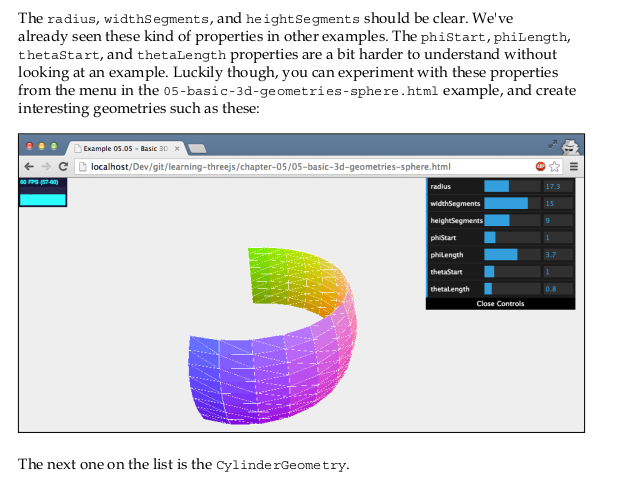 The radius, widthSegments, and heightSegments should be clear. We've
already seen these kind of properties in other examples. The phiStart, phiLength,
thetaStart, and thetaLength properties are a bit harder to understand without
looking at an example. Luckily though, you can experiment with these properties
from the menu in the 05-basic-3d-geometries-sphere.html example, and create
interesting geometries such as these:
Example 05.05 - Basic 3D
localhost/Dev/git/learning-threejs/chapter-05/05-basic-3d-geometries-sphere.html
60 FPS (57-60)
radius 17.3
widthSegments 15
heightSegments 9
phiStart 1
phiLength 3.7
thetaStart 1
thetaLength 0.8
Close Controls
The next one on the list is the CylinderGeometry.